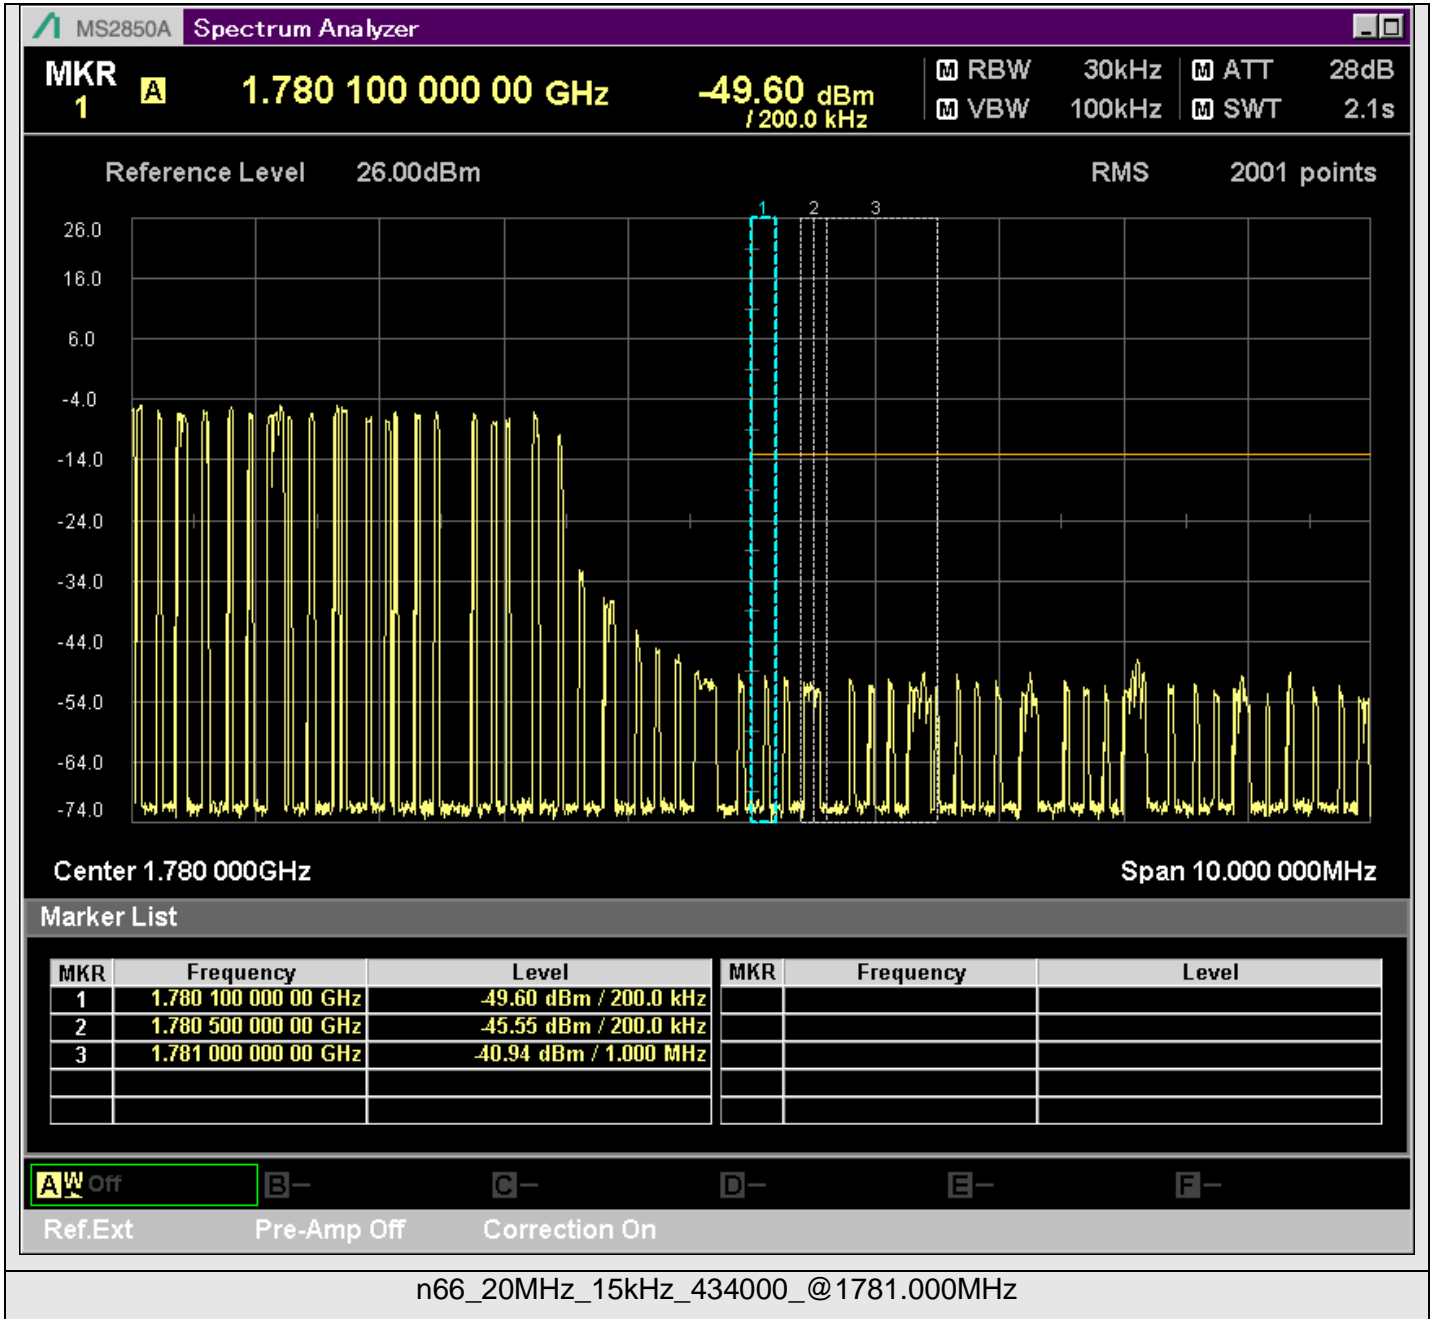 MS2850A Spectrum Analyzer
MKR 1 A 1.780 100 000 00 GHz -49.60 dBm / 200.0 kHz
M RBW 30kHz M ATT 28dB
M VBW 100kHz M SWT 2.1s
Reference Level 26.00dBm RMS 2001 points
1 2 3
26.0
16.0
6.0
-4.0
-14.0
-24.0
-34.0
-44.0
-54.0
-64.0
-74.0
Center 1.780 000GHz Span 10.000 000MHz
Marker List
MKR Frequency Level MKR Frequency Level
1 1.780 100 000 00 GHz -49.60 dBm / 200.0 kHz
2 1.780 500 000 00 GHz -45.55 dBm / 200.0 kHz
3 1.781 000 000 00 GHz -40.94 dBm / 1.000 MHz
A W Off B - C - D - E - F -
Ref.Ext Pre-Amp Off Correction On
n66_20MHz_15kHz_434000_@1781.000MHz